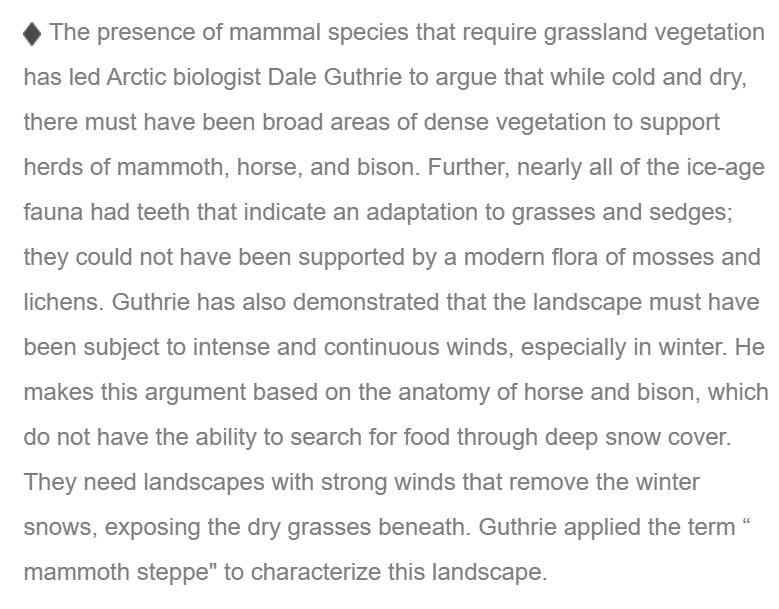 ♦ The presence of mammal species that require grassland vegetation
has led Arctic biologist Dale Guthrie to argue that while cold and dry,
there must have been broad areas of dense vegetation to support
herds of mammoth, horse, and bison. Further, nearly all of the ice-age
fauna had teeth that indicate an adaptation to grasses and sedges;
they could not have been supported by a modern flora of mosses and
lichens. Guthrie has also demonstrated that the landscape must have
been subject to intense and continuous winds, especially in winter. He
makes this argument based on the anatomy of horse and bison, which
do not have the ability to search for food through deep snow cover.
They need landscapes with strong winds that remove the winter
snows, exposing the dry grasses beneath. Guthrie applied the term “
mammoth steppe" to characterize this landscape.